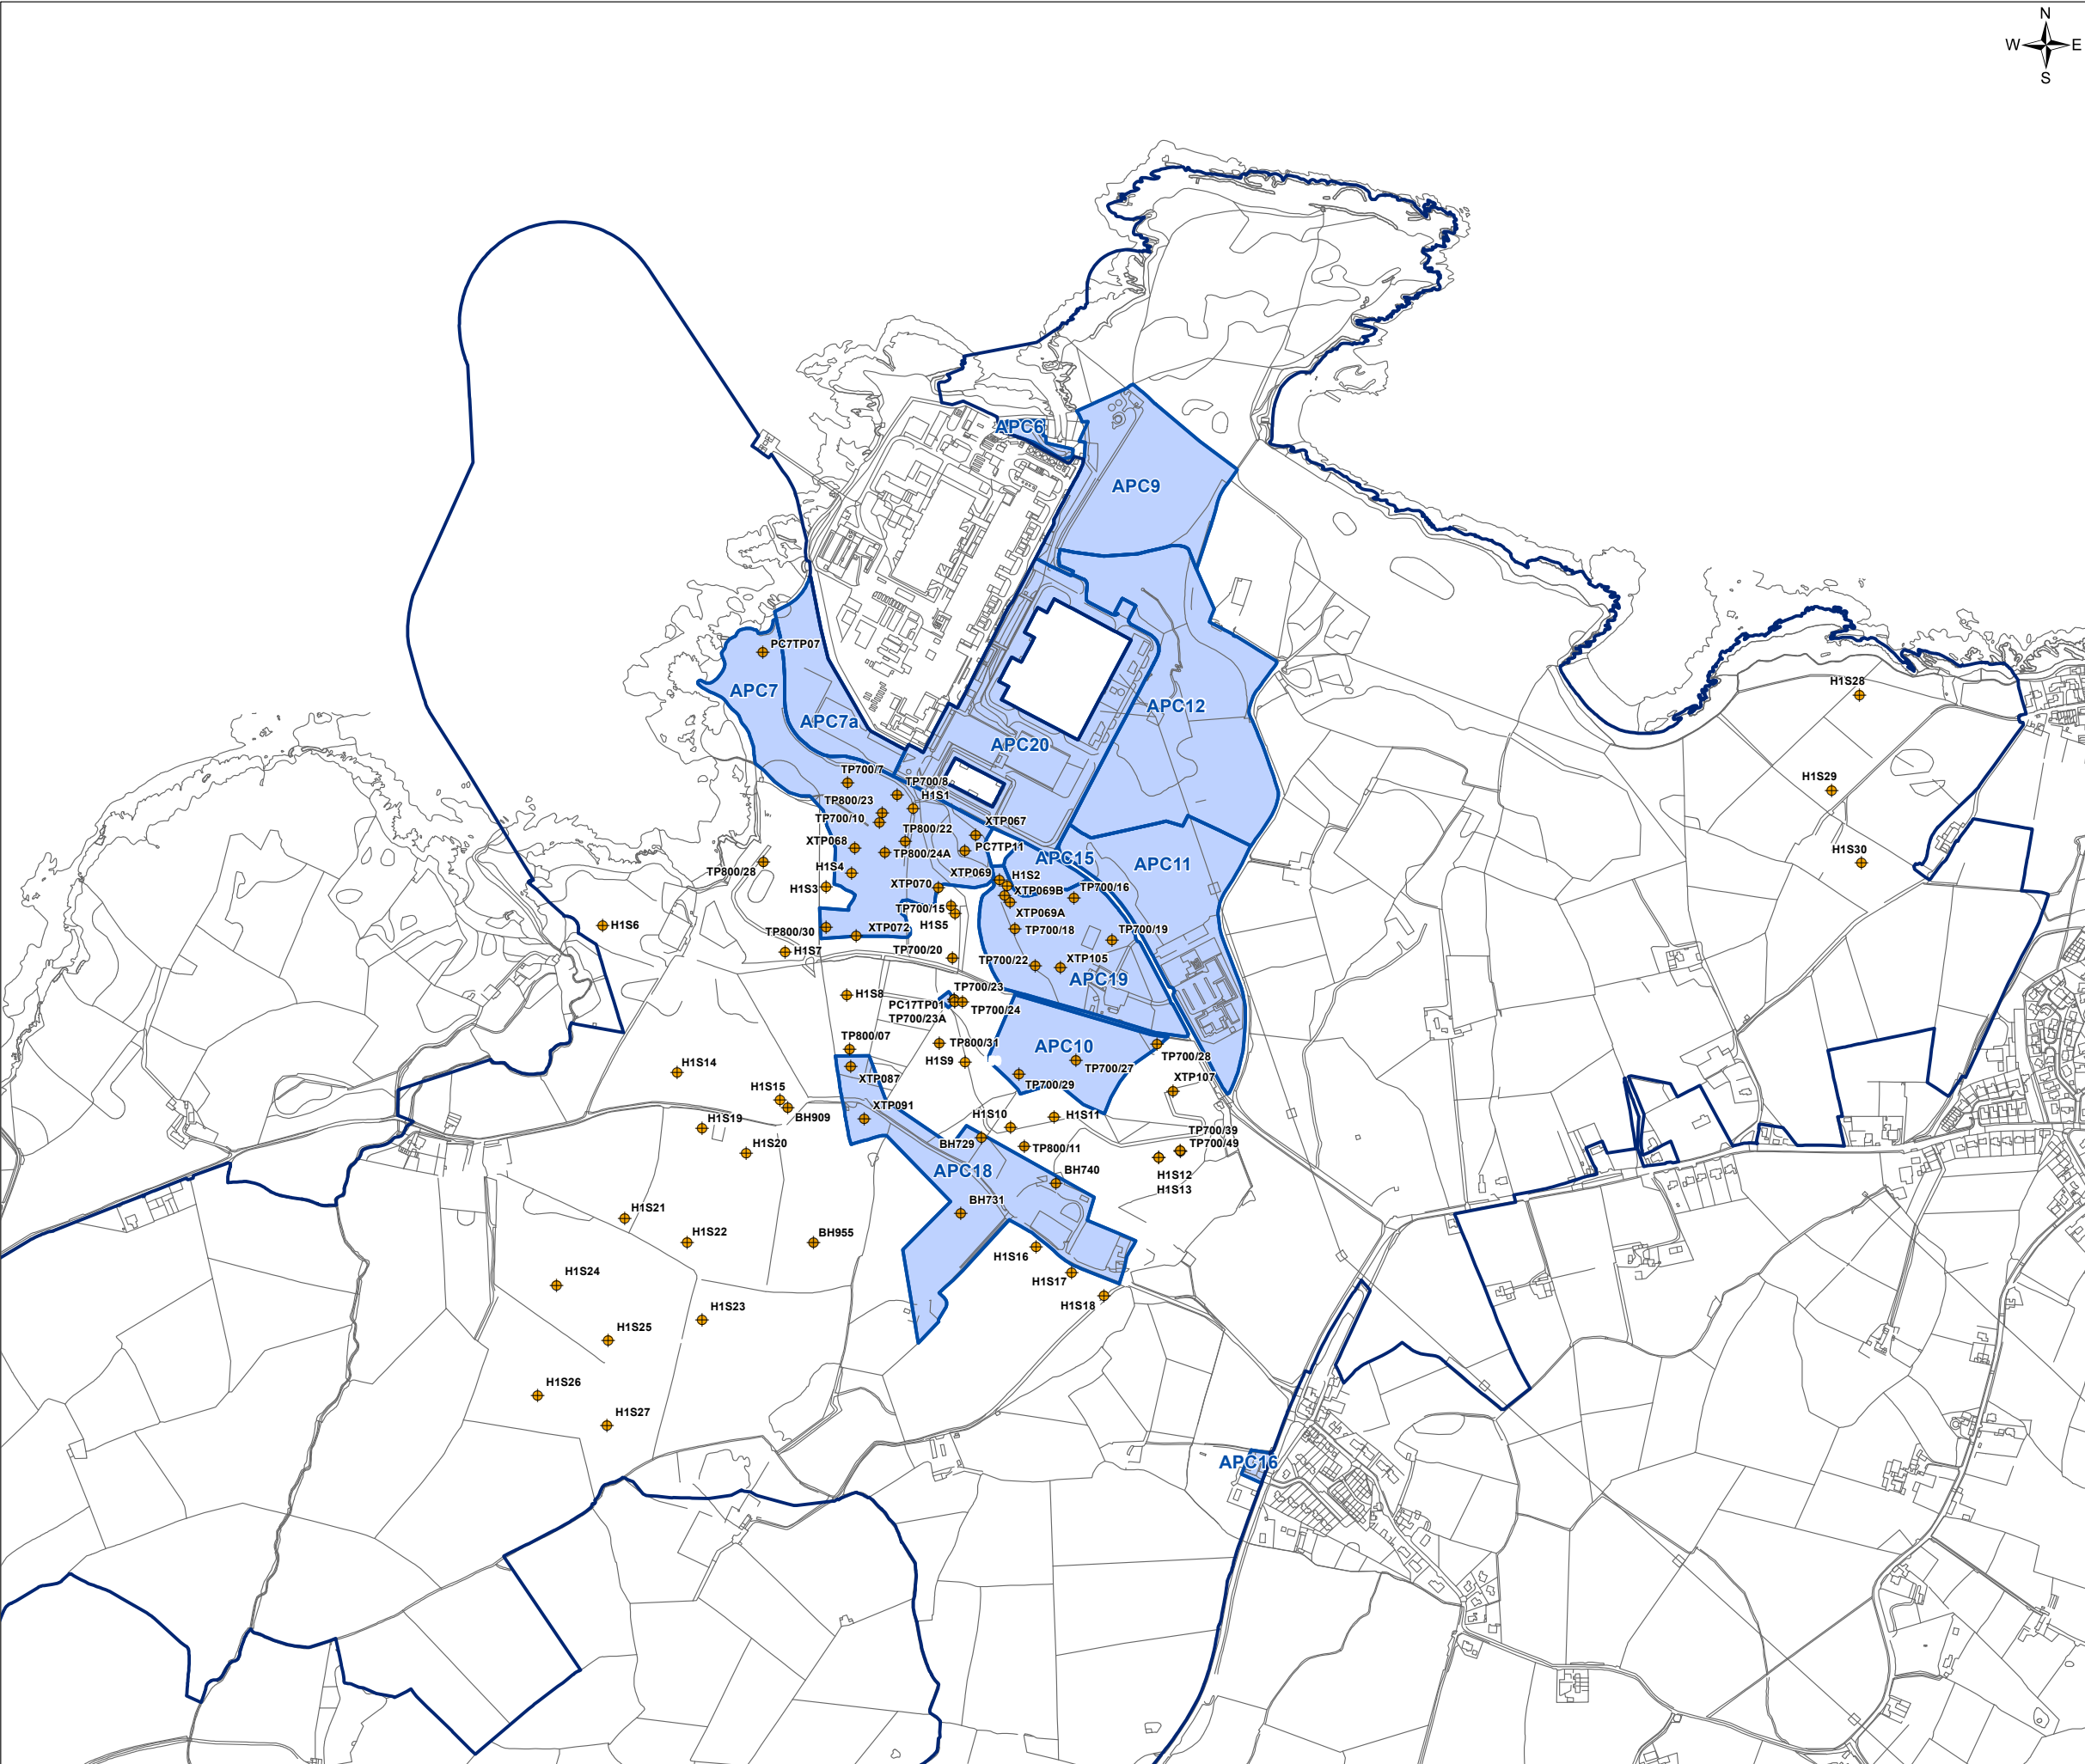 N
W E
S
APC6
APC9
PC7TP07
H1S28
APC7
APC12
APC7a
APC20
TP700/7
H1S29
TP700/8
H1S1
TP800/23
TP700/10
XTP067
TP800/22
XTP068
PC7TP11
TP800/24A
APC15
H1S30
APC11
H1S4
TP800/28
XTP069
H1S2
H1S3
XTP070
XTP069B
TP700/16
TP700/15
XTP069A
H1S6
H1S5
TP800/30
XTP072
TP700/18
TP700/19
H1S7
TP700/20
TP700/22
XTP105
APC19
TP700/23
H1S8
PC17TP01
TP700/24
TP700/23A
TP800/07
TP800/31
APC10
H1S9
TP700/28
H1S14
TP700/27
XTP087
TP700/29
XTP107
H1S15
H1S10
H1S11
BH909
XTP091
H1S19
TP700/39
BH729
TP700/49
H1S20
TP800/11
APC18
BH740
H1S12
H1S13
BH731
H1S21
H1S22
BH955
H1S16
H1S24
H1S17
H1S23
H1S18
H1S25
H1S26
H1S27
APC16